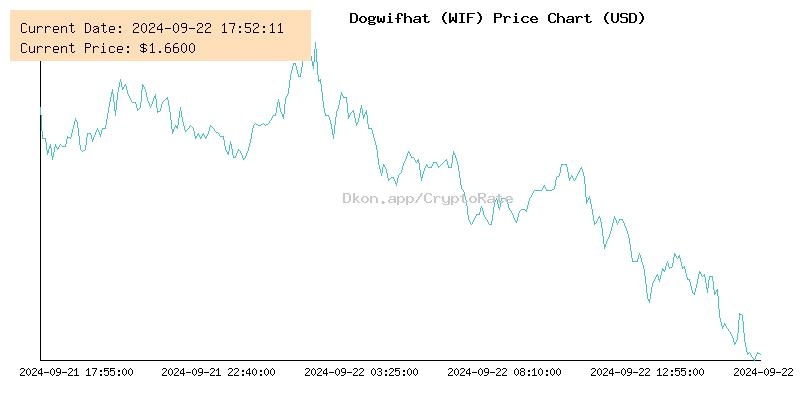 Dogwifhat (WIF) Price Chart (USD)
Current Date: 2024-09-22 17:52:11
Current Price: $1.6600
Dkon.app/CryptoRate
2024-09-21 17:55:00
2024-09-21 22:40:00
2024-09-22 03:25:00
2024-09-22 08:10:00
2024-09-22 12:55:00
2024-09-22